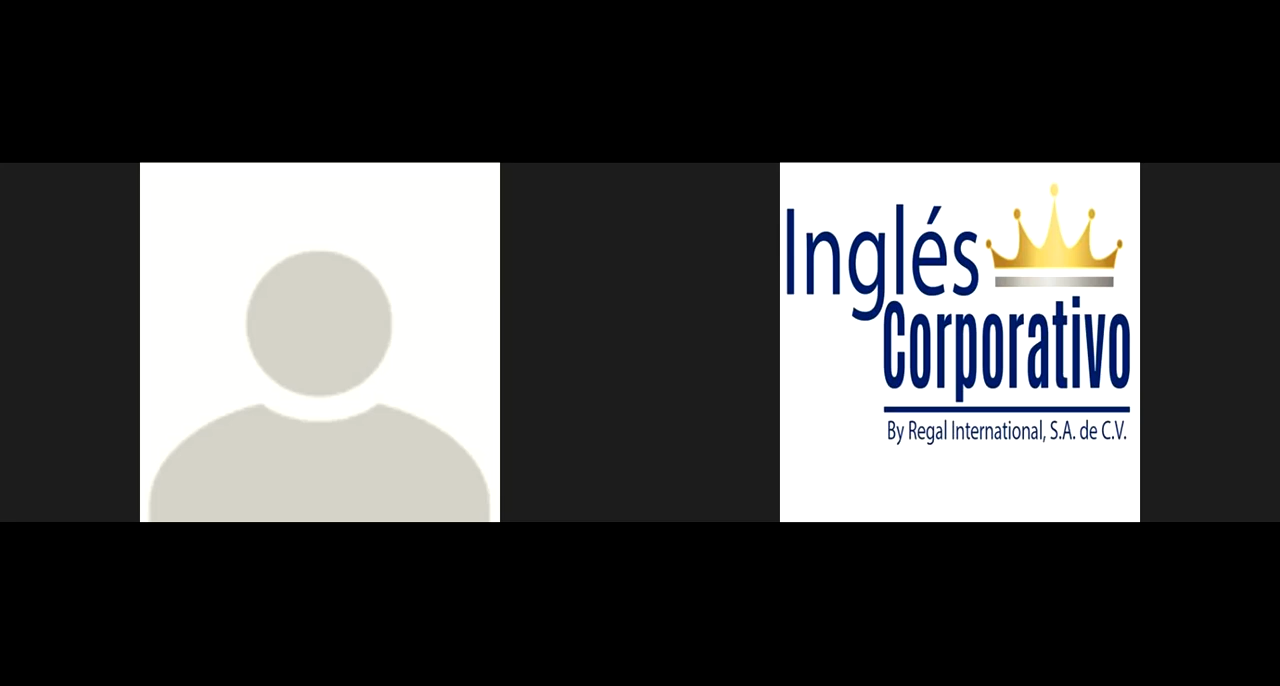 Inglés
Corporativo
By Regal International, S.A. de C.V.